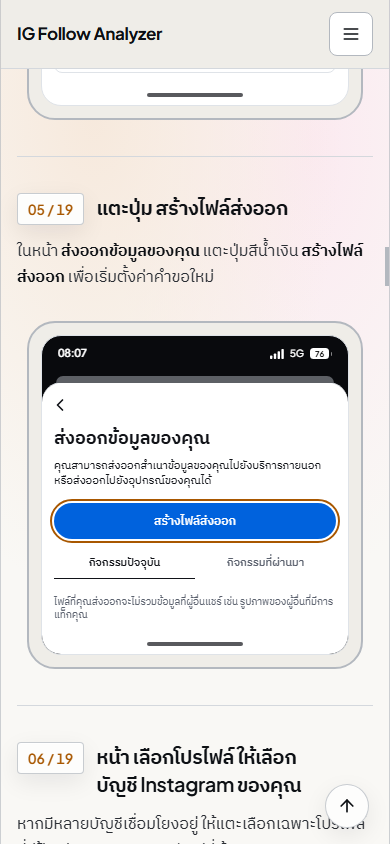 IG Follow Analyzer
05 / 19
แตะปุ่ม สร้างไฟล์ส่งออก
ในหน้า ส่งออกข้อมูลของคุณ แตะปุ่มสีน้ำเงิน สร้างไฟล์
ส่งออก เพื่อเริ่มตั้งค่าคำขอใหม่
08:07
5G 76
ส่งออกข้อมูลของคุณ
คุณสามารถส่งออกสำเนาข้อมูลของคุณไปยังบริการภายนอก
หรือส่งออกไปยังอุปกรณ์ของคุณได้
สร้างไฟล์ส่งออก
กิจกรรมปัจจุบัน
กิจกรรมที่ผ่านมา
ไฟล์ที่คุณส่งออกจะไม่รวมข้อมูลที่ผู้อื่นแชร์ เช่น รูปภาพของผู้อื่นที่มีการ
แท็กคุณ
06 / 19
หน้า เลือกโปรไฟล์ ให้เลือก
บัญชี Instagram ของคุณ
หากมีหลายบัญชีเชื่อมโยงอยู่ ให้แตะเลือกเฉพาะโปรไฟล์